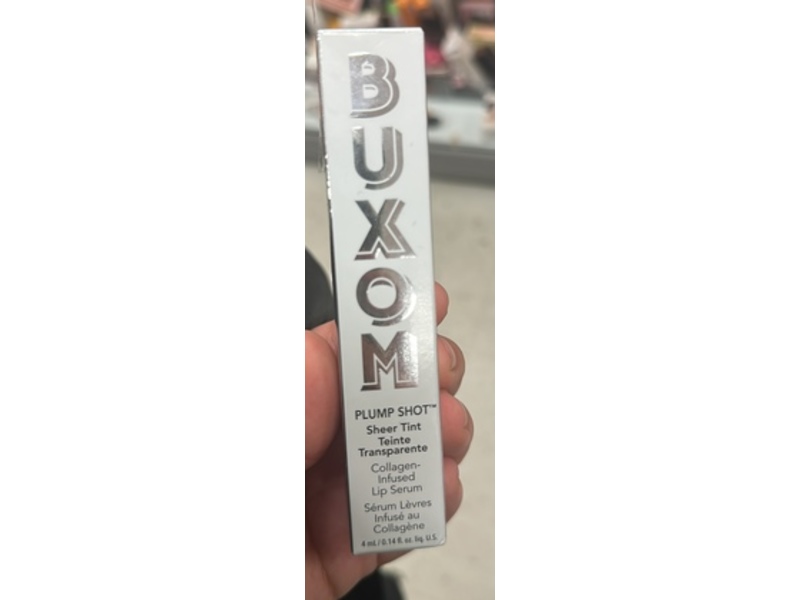 BUXOM
PLUMP SHOT™
Sheer Tint
Teinte
Transparente
Collagen-
Infused
Lip Serum
Sérum Lèvres
Infusé au
Collagène
4 mL / 0.14 fl. oz. liq. U.S.